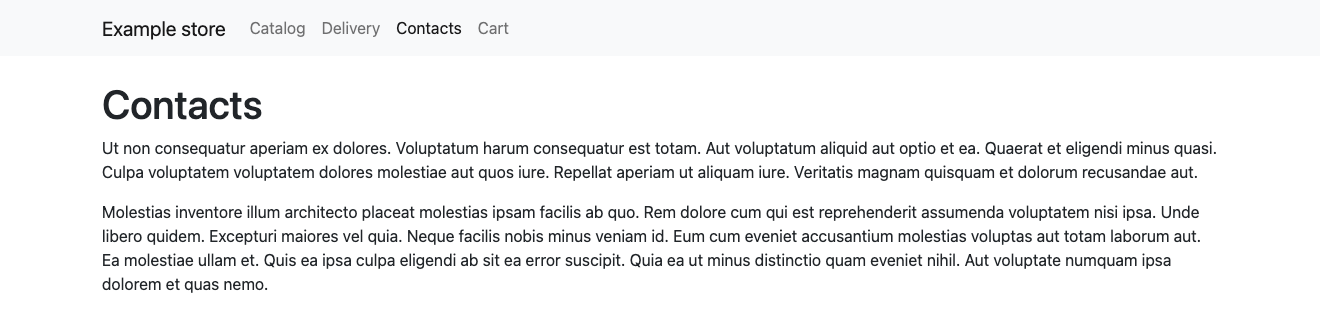 Example store Catalog Delivery Contacts Cart
Contacts
Ut non consequatur aperiam ex dolores. Voluptatum harum consequatur est totam. Aut voluptatum aliquid aut optio et ea. Quaerat et eligendi minus quasi.
Culpa voluptatem voluptatem dolores molestiae aut quos iure. Repellat aperiam ut aliquam iure. Veritatis magnam quisquam et dolorum recusandae aut.
Molestias inventore illum architecto placeat molestias ipsam facilis ab quo. Rem dolore cum qui est reprehenderit assumenda voluptatem nisi ipsa. Unde
libero quidem. Excepturi maiores vel quia. Neque facilis nobis minus veniam id. Eum cum eveniet accusantium molestias voluptas aut totam laborum aut.
Ea molestiae ullam et. Quis ea ipsa culpa eligendi ab sit ea error suscipit. Quia ea ut minus distinctio quam eveniet nihil. Aut voluptate numquam ipsa
dolorem et quas nemo.